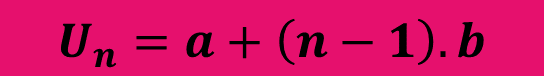 Uₙ = a + (n − 1). b